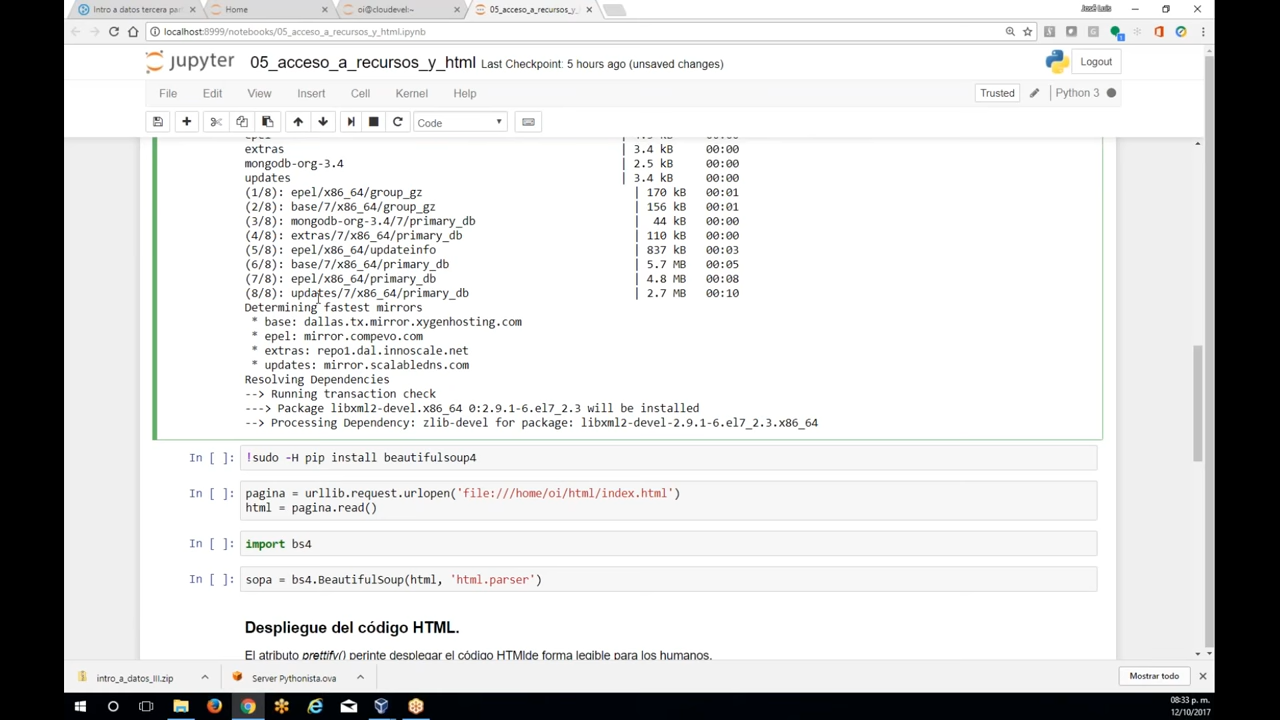 Intro a datos tercera par
Home
oi@cloudevel:~
05_acceso_a_recursos_y_
José Luis
localhost:8999/notebooks/05_acceso_a_recursos_y_html.ipynb
jupyter 05_acceso_a_recursos_y_html Last Checkpoint: 5 hours ago (unsaved changes)
Logout
File Edit View Insert Cell Kernel Help
Trusted
Python 3
Code
extras | 3.4 kB 00:00
mongodb-org-3.4 | 2.5 kB 00:00
updates | 3.4 kB 00:00
(1/8): epel/x86_64/group_gz | 170 kB 00:01
(2/8): base/7/x86_64/group_gz | 156 kB 00:01
(3/8): mongodb-org-3.4/7/primary_db | 44 kB 00:00
(4/8): extras/7/x86_64/primary_db | 110 kB 00:00
(5/8): epel/x86_64/updateinfo | 837 kB 00:03
(6/8): base/7/x86_64/primary_db | 5.7 MB 00:05
(7/8): epel/x86_64/primary_db | 4.8 MB 00:08
(8/8): updates/7/x86_64/primary_db | 2.7 MB 00:10
Determining fastest mirrors
* base: dallas.tx.mirror.xygenhosting.com
* epel: mirror.compevo.com
* extras: repo1.dal.innoscale.net
* updates: mirror.scalabledns.com
Resolving Dependencies
--> Running transaction check
---> Package libxml2-devel.x86_64 0:2.9.1-6.el7_2.3 will be installed
--> Processing Dependency: zlib-devel for package: libxml2-devel-2.9.1-6.el7_2.3.x86_64
In [ ]: !sudo -H pip install beautifulsoup4
In [ ]: pagina = urllib.request.urlopen('file:///home/oi/html/index.html')
html = pagina.read()
In [ ]: import bs4
In [ ]: sopa = bs4.BeautifulSoup(html, 'html.parser')
Despliegue del código HTML.
El atributo prettify() perinte desplegar el código HTMlde forma legible para los humanos.
intro_a_datos_III.zip
Server Pythonista.ova
Mostrar todo
08:33 p. m.
12/10/2017